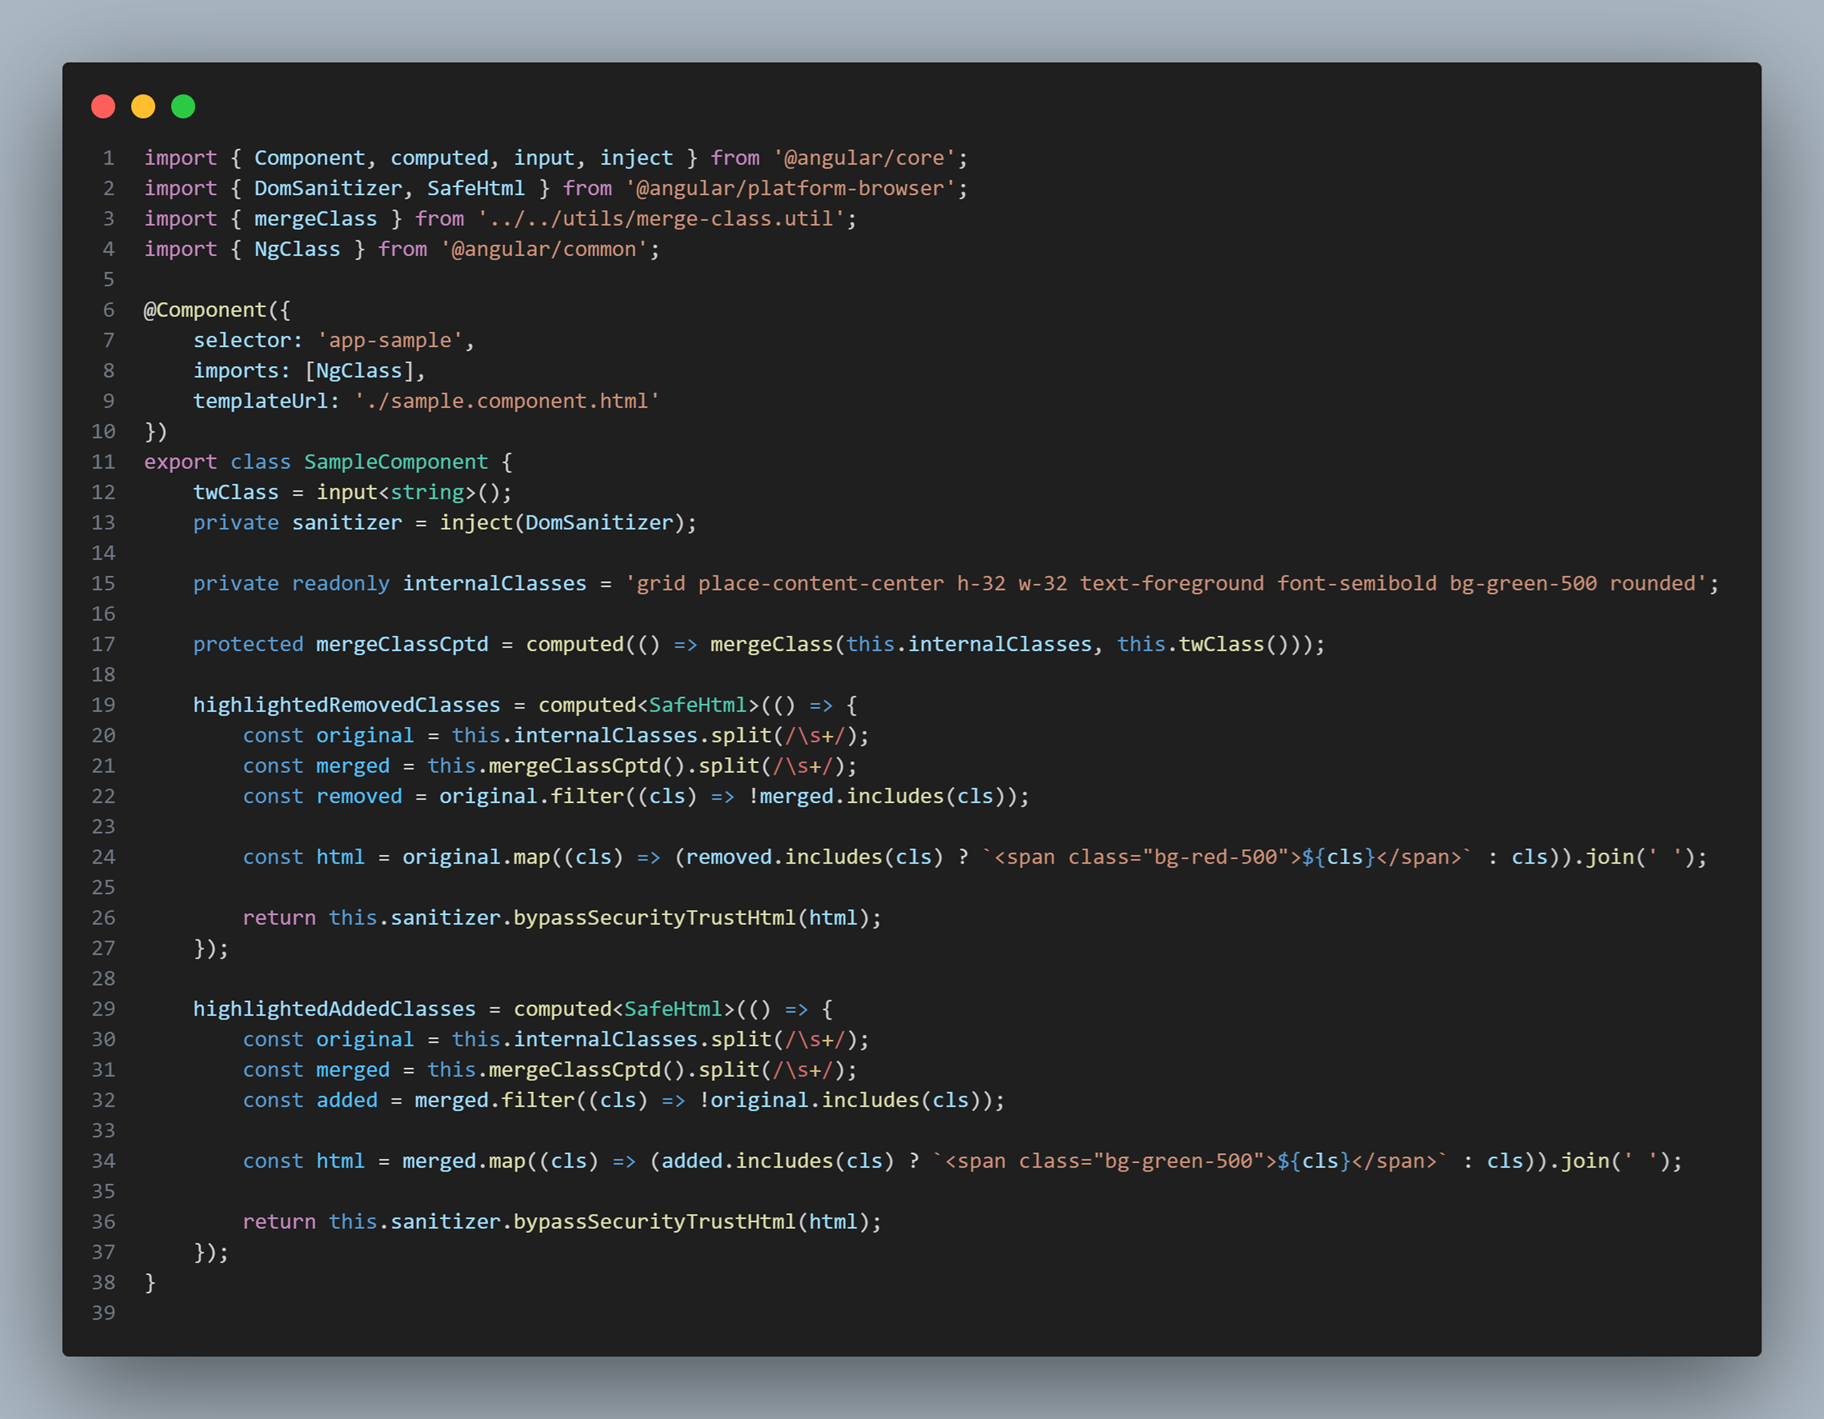 1 import { Component, computed, input, inject } from '@angular/core';
2 import { DomSanitizer, SafeHtml } from '@angular/platform-browser';
3 import { mergeClass } from '../../utils/merge-class.util';
4 import { NgClass } from '@angular/common';
5
6 @Component({
7     selector: 'app-sample',
8     imports: [NgClass],
9     templateUrl: './sample.component.html'
10 })
11 export class SampleComponent {
12     twClass = input<string>();
13     private sanitizer = inject(DomSanitizer);
14
15     private readonly internalClasses = 'grid place-content-center h-32 w-32 text-foreground font-semibold bg-green-500 rounded';
16
17     protected mergeClassCptd = computed(() => mergeClass(this.internalClasses, this.twClass()));
18
19     highlightedRemovedClasses = computed<SafeHtml>(() => {
20         const original = this.internalClasses.split(/\s+/);
21         const merged = this.mergeClassCptd().split(/\s+/);
22         const removed = original.filter((cls) => !merged.includes(cls));
23
24         const html = original.map((cls) => (removed.includes(cls) ? `<span class="bg-red-500">${cls}</span>` : cls)).join(' ');
25
26         return this.sanitizer.bypassSecurityTrustHtml(html);
27     });
28
29     highlightedAddedClasses = computed<SafeHtml>(() => {
30         const original = this.internalClasses.split(/\s+/);
31         const merged = this.mergeClassCptd().split(/\s+/);
32         const added = merged.filter((cls) => !original.includes(cls));
33
34         const html = merged.map((cls) => (added.includes(cls) ? `<span class="bg-green-500">${cls}</span>` : cls)).join(' ');
35
36         return this.sanitizer.bypassSecurityTrustHtml(html);
37     });
38 }
39